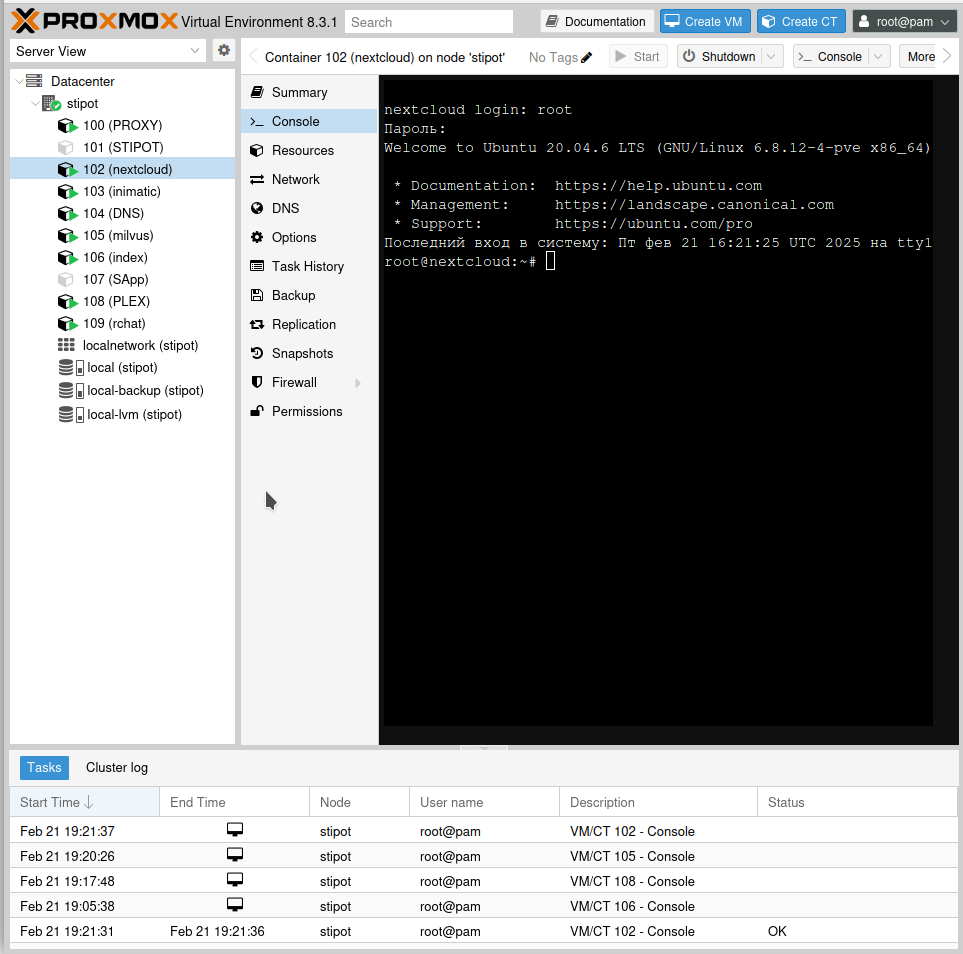 PROXMOX Virtual Environment 8.3.1 Search Documentation Create VM Create CT root@pam
Server View
Container 102 (nextcloud) on node 'stipot' No Tags Start Shutdown Console More
Datacenter
stipot
100 (PROXY)
101 (STIPOT)
102 (nextcloud)
103 (inimatic)
104 (DNS)
105 (milvus)
106 (index)
107 (SApp)
108 (PLEX)
109 (rchat)
localnetwork (stipot)
local (stipot)
local-backup (stipot)
local-lvm (stipot)
Summary
Console
Resources
Network
DNS
Options
Task History
Backup
Replication
Snapshots
Firewall
Permissions
nextcloud login: root
Пароль:
Welcome to Ubuntu 20.04.6 LTS (GNU/Linux 6.8.12-4-pve x86_64)
* Documentation: https://help.ubuntu.com
* Management: https://landscape.canonical.com
* Support: https://ubuntu.com/pro
Последний вход в систему: Пт фев 21 16:21:25 UTC 2025 на tty1
root@nextcloud:~#
Tasks Cluster log
Start Time End Time Node User name Description Status
Feb 21 19:21:37 stipot root@pam VM/CT 102 - Console
Feb 21 19:20:26 stipot root@pam VM/CT 105 - Console
Feb 21 19:17:48 stipot root@pam VM/CT 108 - Console
Feb 21 19:05:38 stipot root@pam VM/CT 106 - Console
Feb 21 19:21:31 Feb 21 19:21:36 stipot root@pam VM/CT 102 - Console OK